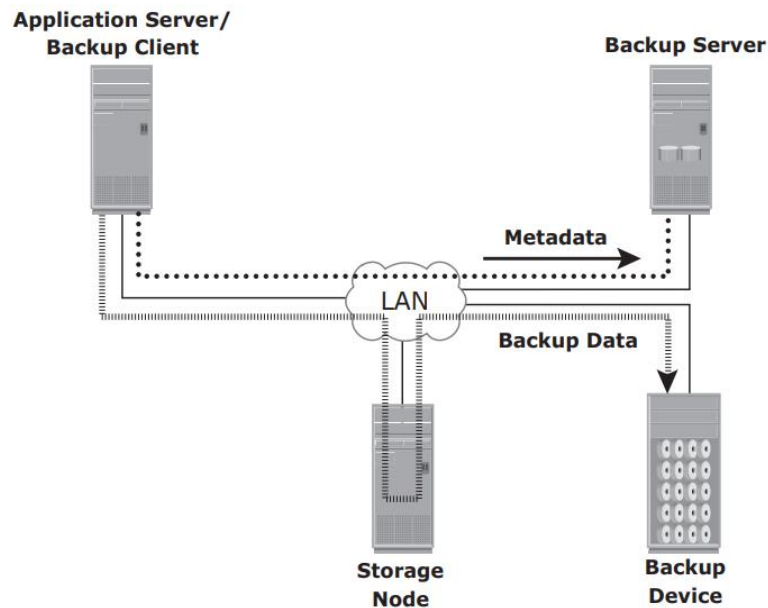 Application Server/
Backup Client
Backup Server
Metadata
LAN
Backup Data
Storage
Node
Backup
Device